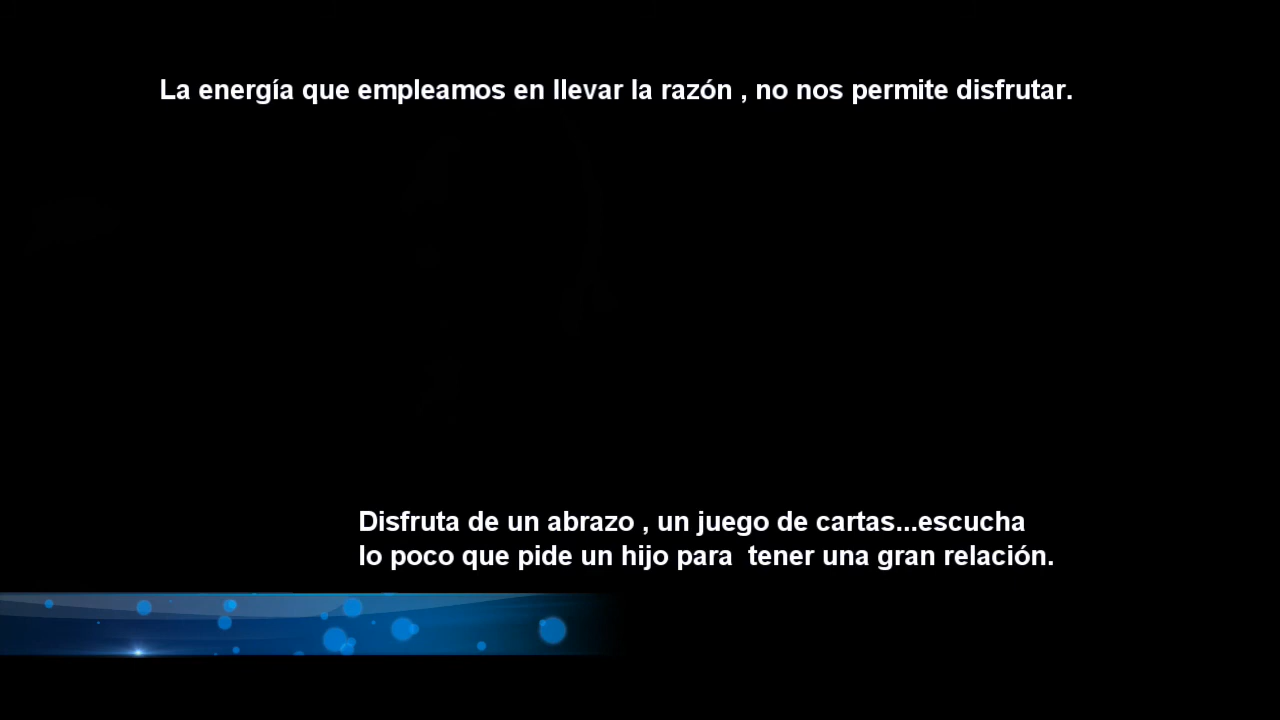 La energía que empleamos en llevar la razón , no nos permite disfrutar.
Disfruta de un abrazo , un juego de cartas...escucha
lo poco que pide un hijo para  tener una gran relación.